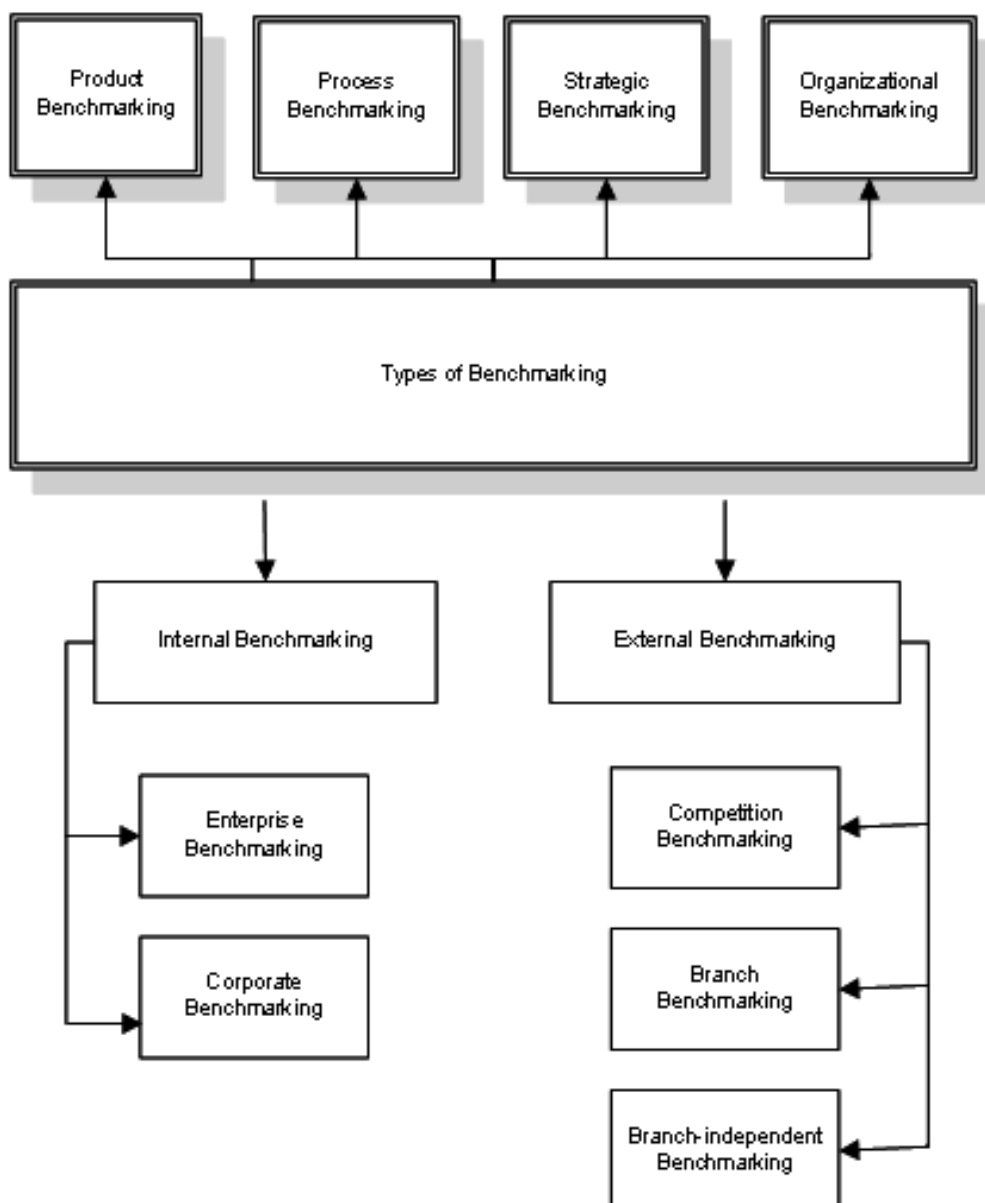 Product
Benchmarking
Process
Benchmarking
Strategic
Benchmarking
Organizational
Benchmarking
Types of Benchmarking
Internal Benchmarking
External Benchmarking
Enterprise
Benchmarking
Corporate
Benchmarking
Competition
Benchmarking
Branch
Benchmarking
Branch-independent
Benchmarking